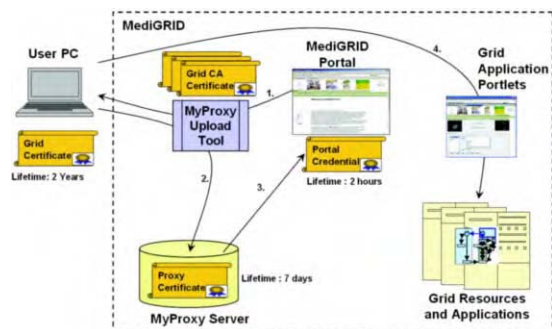 MediGRID
User PC
Grid
Certificate
Lifetime: 2 Years
Grid CA
Certificate
MyProxy
Upload
Tool
1.
MediGRID
Portal
Portal
Credential
Lifetime : 2 hours
4.
Grid
Application
Portlets
2.
3.
Proxy
Certificate
Lifetime : 7 days
MyProxy Server
Grid Resources
and Applications